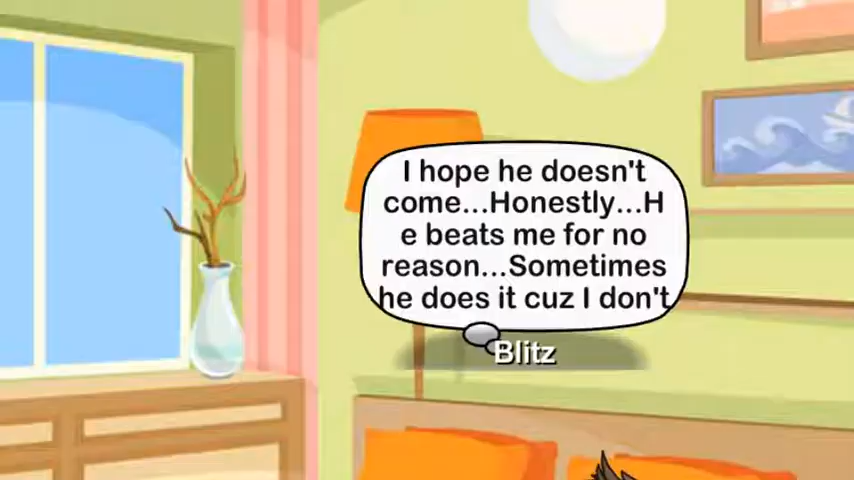 I hope he doesn't
come...Honestly...H
e beats me for no
reason...Sometimes
he does it cuz I don't
Blitz